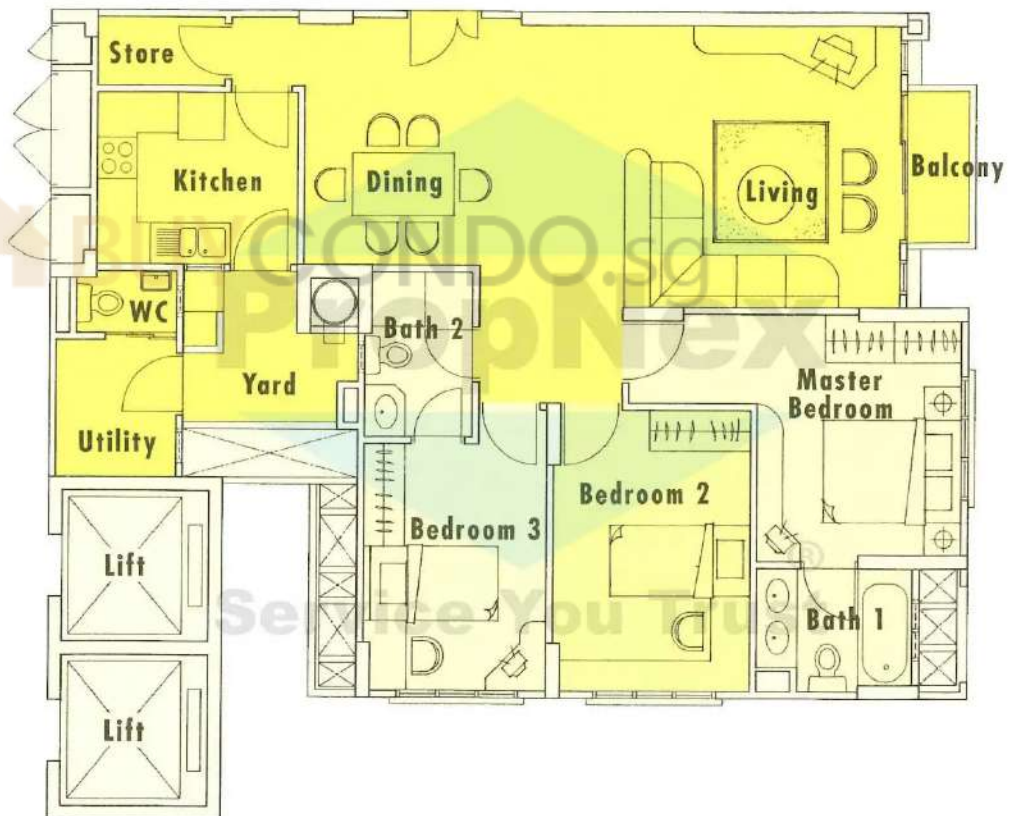 Store
Kitchen
Dining
Living
Balcony
BUYCONDO.sg
PropNex
WC
Bath 2
Yard
Master
Bedroom
Utility
Bedroom 2
Bedroom 3
Lift
Service You Trust®
Bath 1
Lift